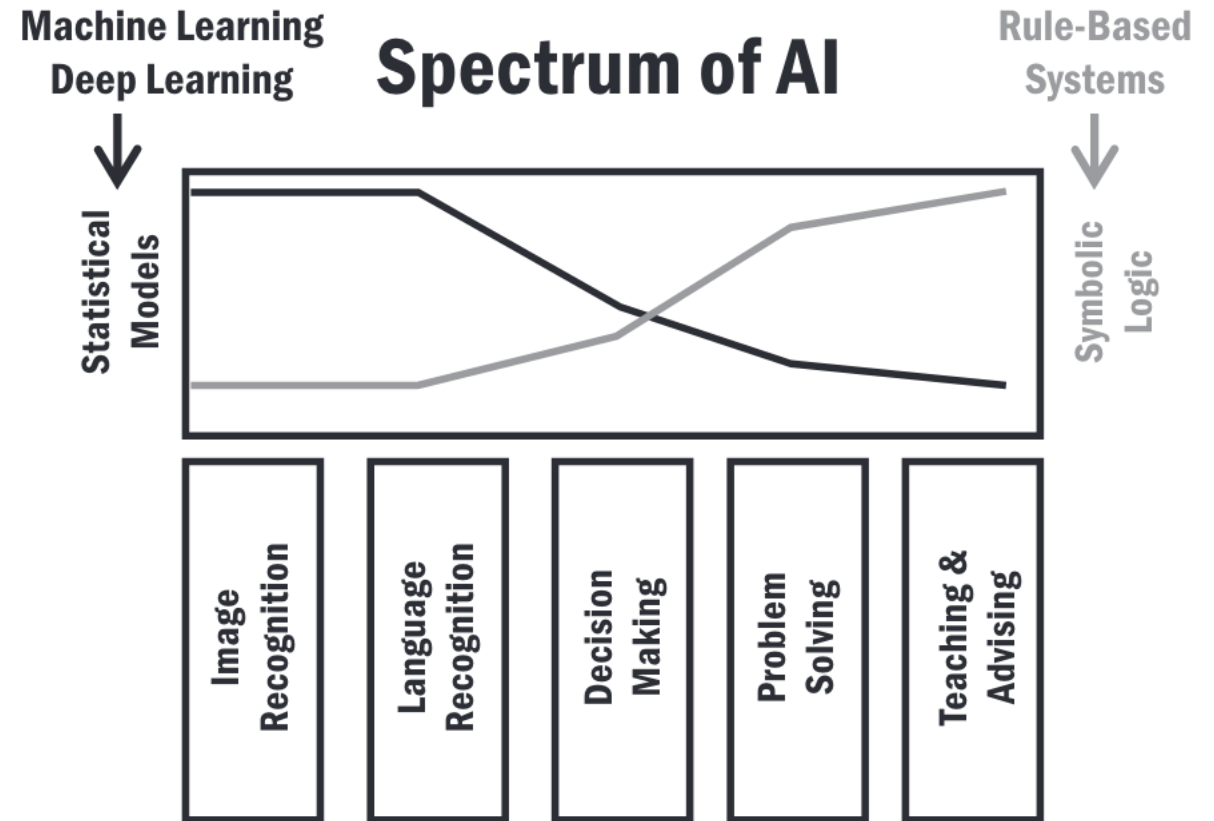 Machine Learning
Deep Learning
Spectrum of AI
Rule-Based
Systems
Statistical
Models
Symbolic
Logic
Image
Recognition
Language
Recognition
Decision
Making
Problem
Solving
Teaching &
Advising